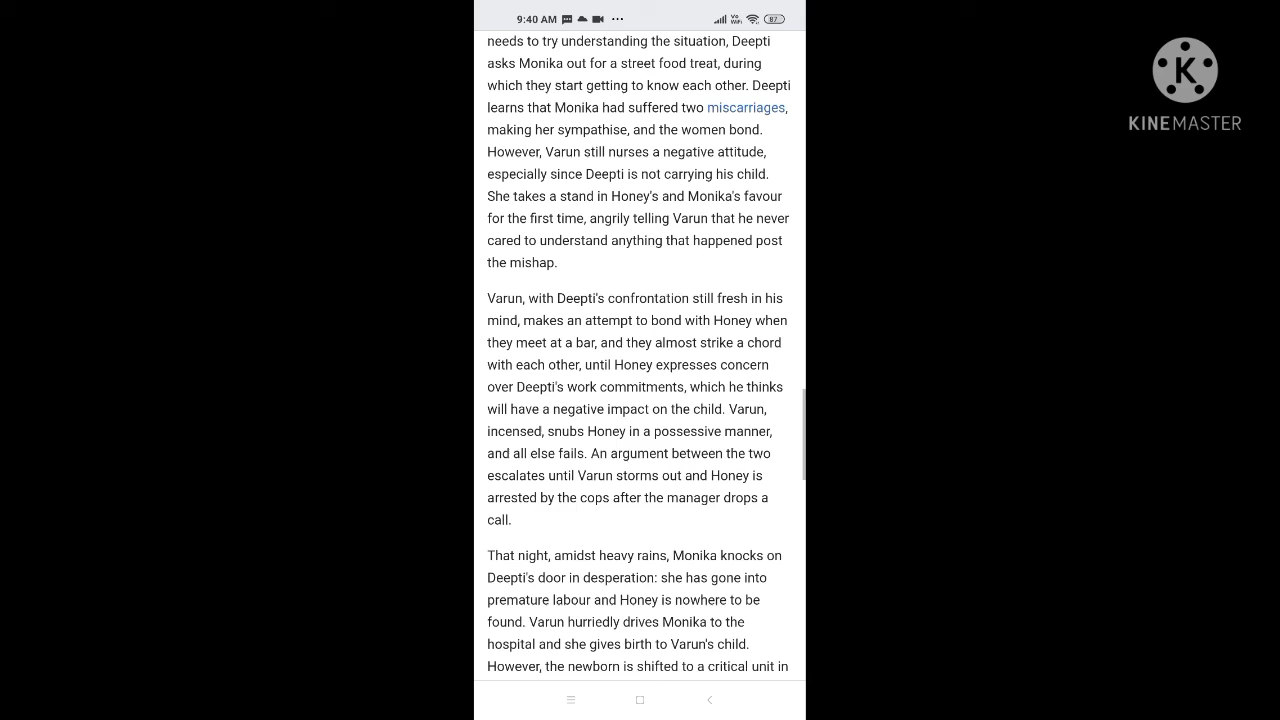 9:40 AM
Vo
WiFi
87
needs to try understanding the situation, Deepti
asks Monika out for a street food treat, during
which they start getting to know each other. Deepti
learns that Monika had suffered two miscarriages,
making her sympathise, and the women bond.
However, Varun still nurses a negative attitude,
especially since Deepti is not carrying his child.
She takes a stand in Honey's and Monika's favour
for the first time, angrily telling Varun that he never
cared to understand anything that happened post
the mishap.
Varun, with Deepti's confrontation still fresh in his
mind, makes an attempt to bond with Honey when
they meet at a bar, and they almost strike a chord
with each other, until Honey expresses concern
over Deepti's work commitments, which he thinks
will have a negative impact on the child. Varun,
incensed, snubs Honey in a possessive manner,
and all else fails. An argument between the two
escalates until Varun storms out and Honey is
arrested by the cops after the manager drops a
call.
That night, amidst heavy rains, Monika knocks on
Deepti's door in desperation: she has gone into
premature labour and Honey is nowhere to be
found. Varun hurriedly drives Monika to the
hospital and she gives birth to Varun's child.
However, the newborn is shifted to a critical unit in
K
KINEMASTER